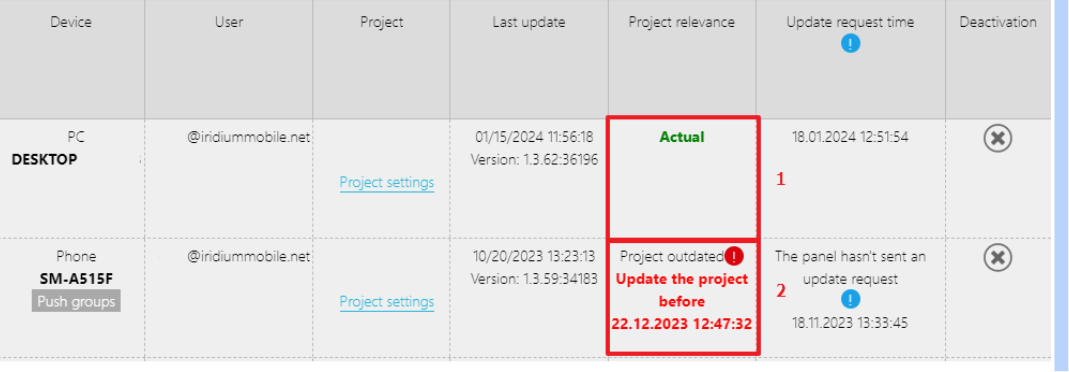 Device User Project Last update Project relevance Update request time Deactivation
!
PC @iridiummobile.net 01/15/2024 11:56:18 Actual 18.01.2024 12:51:54
DESKTOP Version: 1.3.62:36196
Project settings 1
Phone @iridiummobile.net 10/20/2023 13:23:13 Project outdated ! The panel hasn't sent an
SM-A515F Version: 1.3.59:34183 Update the project update request
Push groups Project settings before 2 !
22.12.2023 12:47:32 18.11.2023 13:33:45